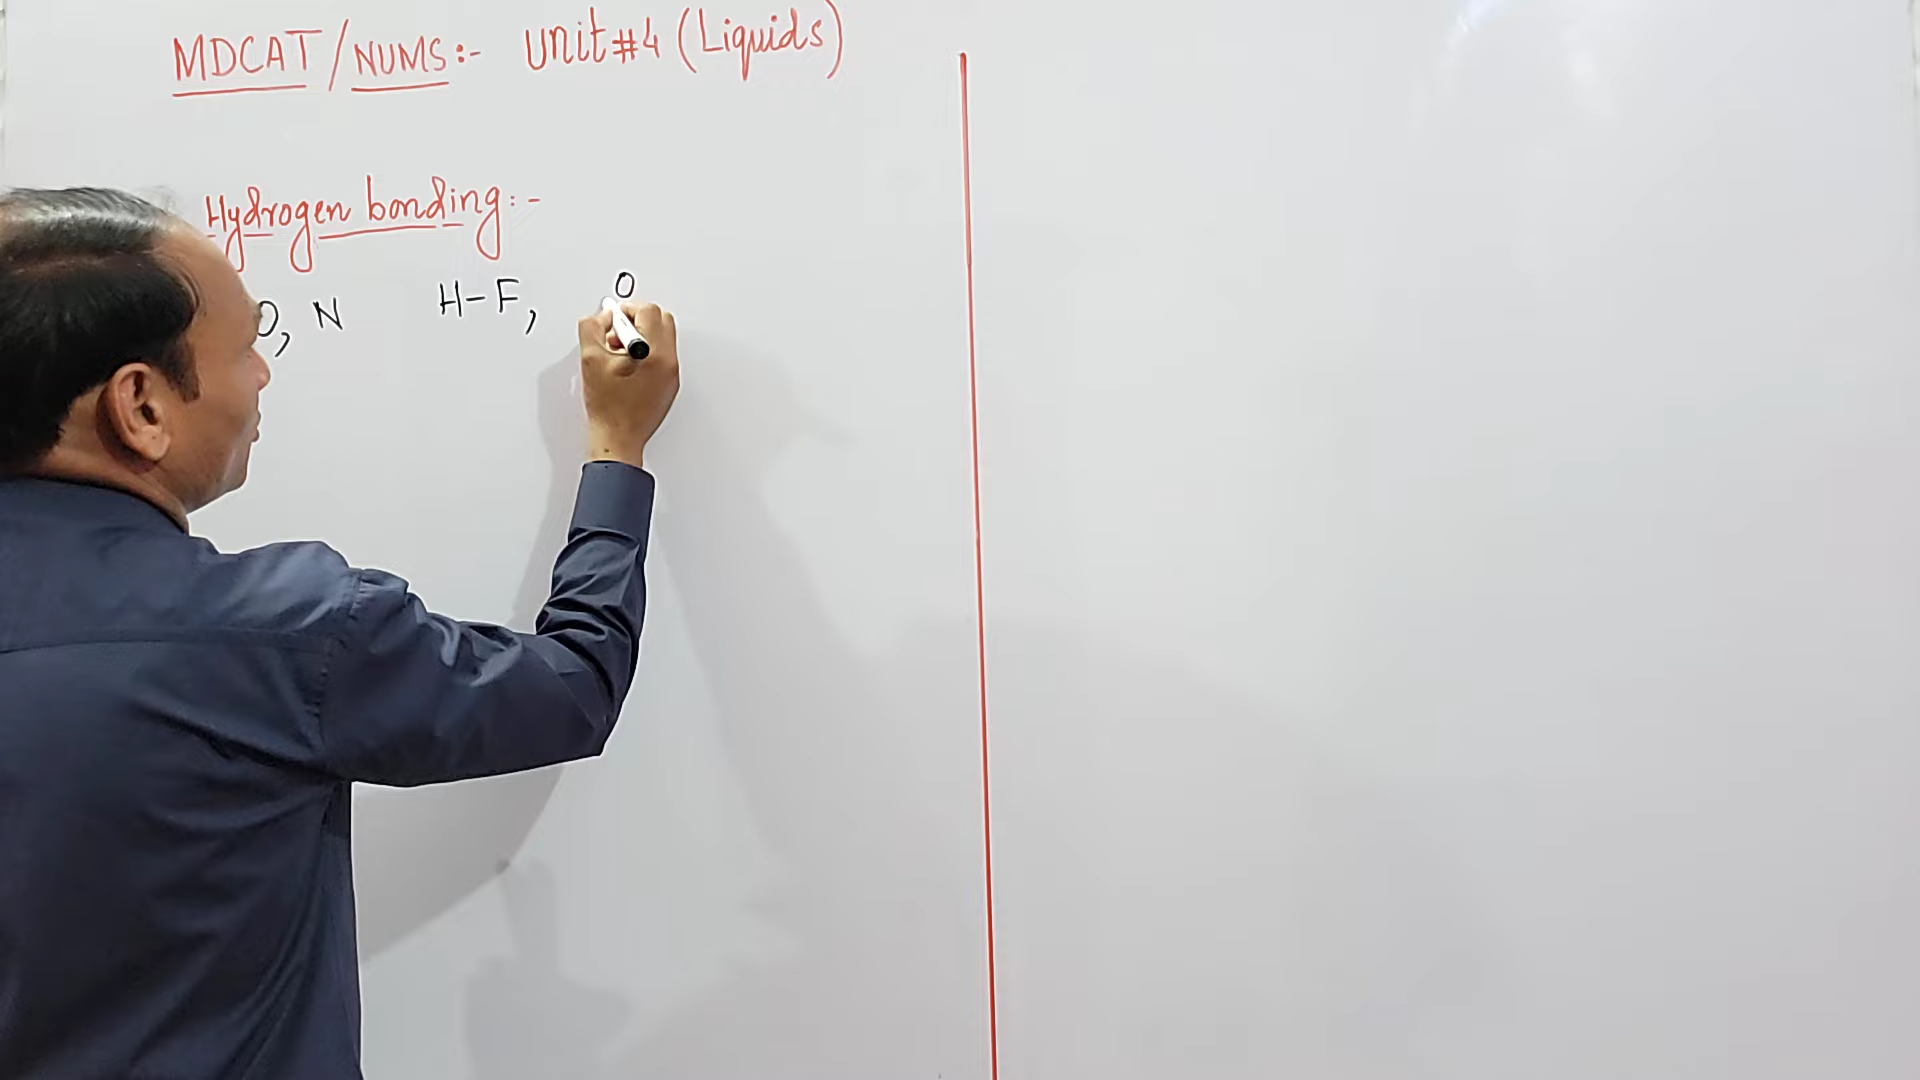 MDCAT / NUMS:- Unit#4 (Liquids)
Hydrogen bonding:-
O, N H-F, O